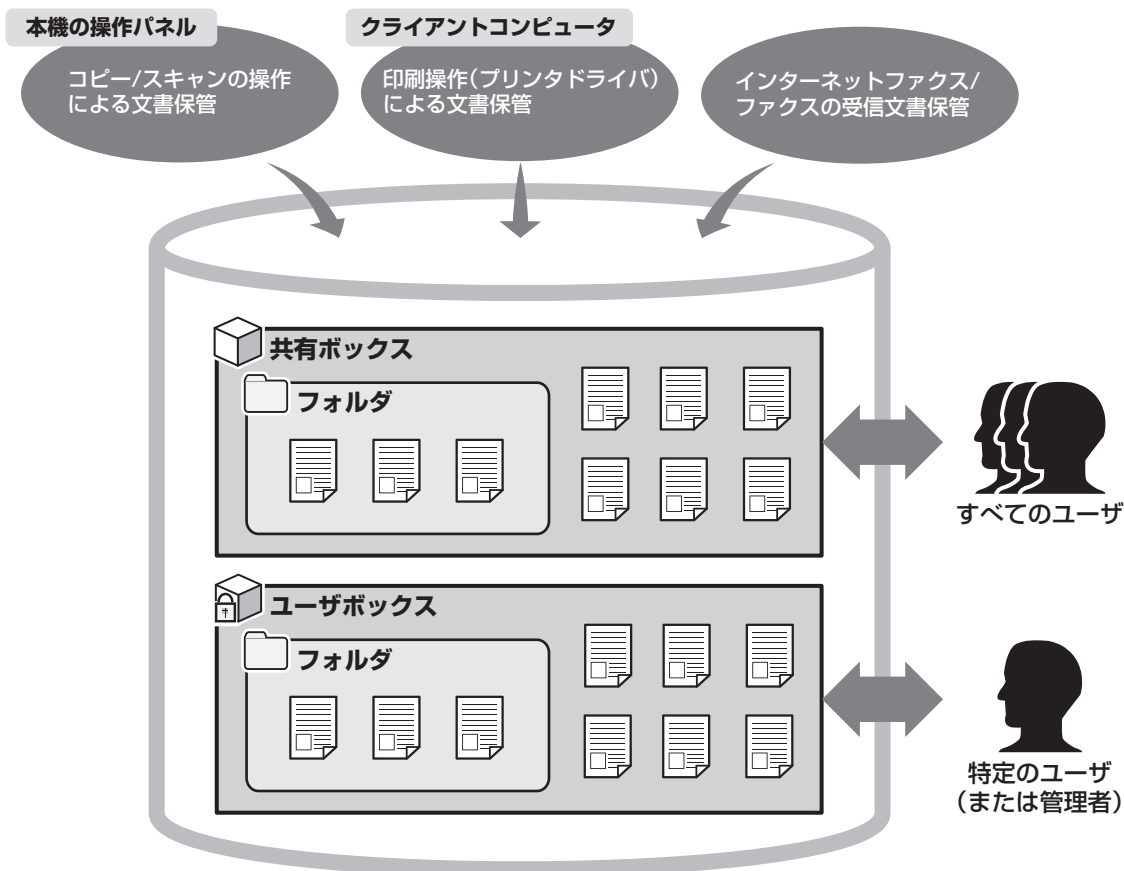 本機の操作パネル
コピー/スキャンの操作
による文書保管
クライアントコンピュータ
印刷操作(プリンタドライバ)
による文書保管
インターネットファクス/
ファクスの受信文書保管
共有ボックス
フォルダ
すべてのユーザ
ユーザボックス
フォルダ
特定のユーザ
(または管理者)